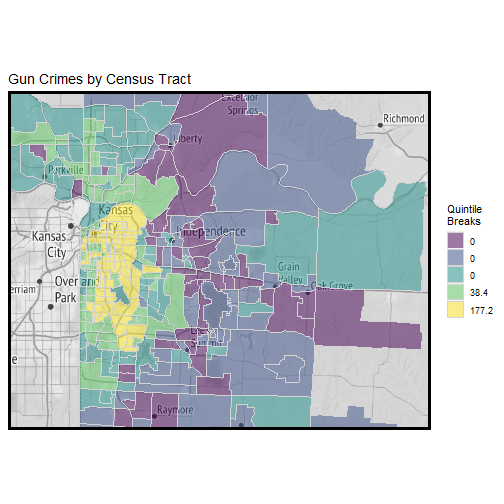 Gun Crimes by Census Tract
Excelsior
Springs
Richmond
Liberty
Parkville
Kansas
City
Kansas
City
Independence
Overland
Park
erriam
Grain
Valley
Oak Grove
Lee's
Summit
e
Raymore
Quintile
Breaks
0
0
0
38.4
177.2